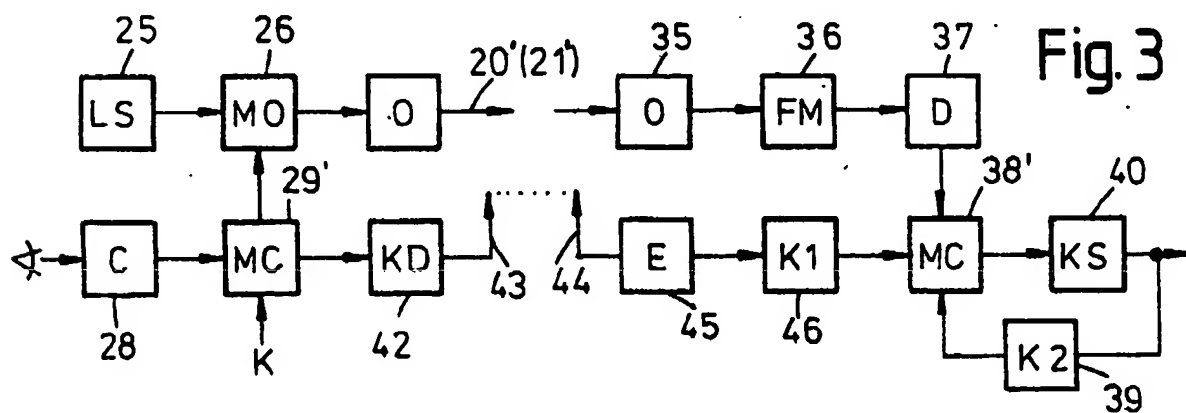 Fig. 3
25 26 20'(21') 35 36 37
LS MO O O FM D
29' 38' 40
C MC KD 43 44 E K1 MC KS
28 K 42 45 46 K2 39